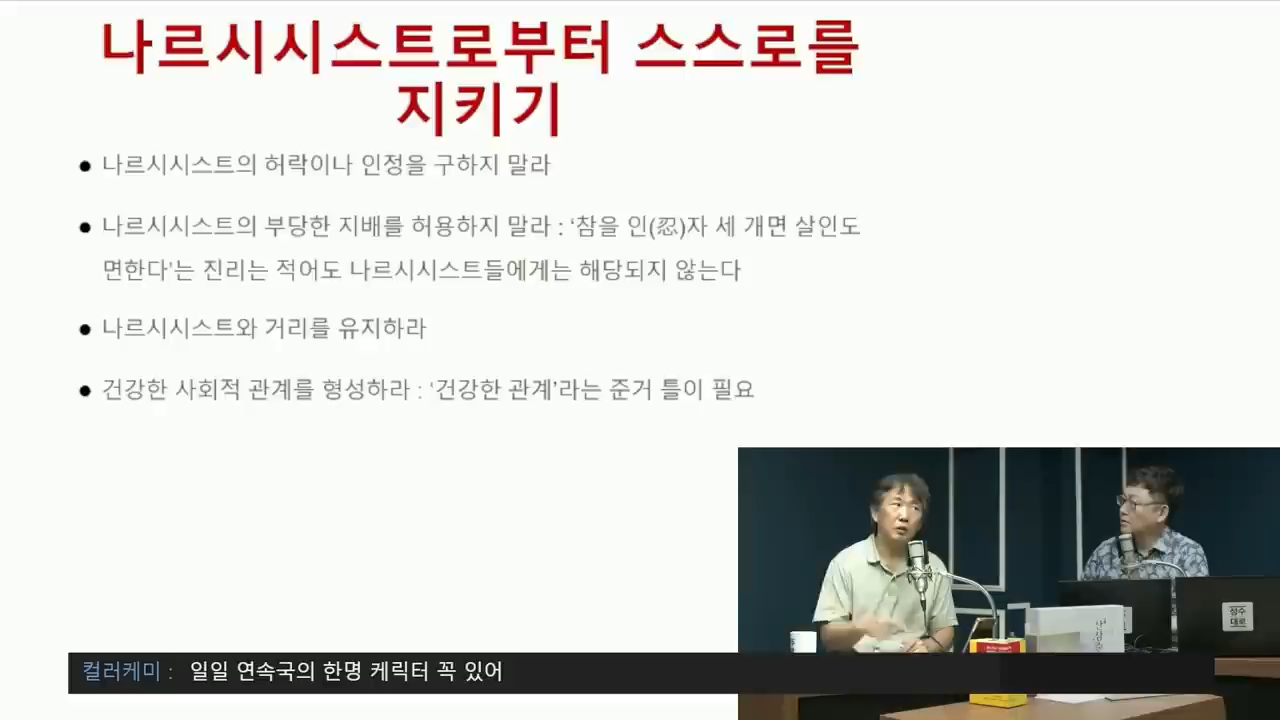 나르시시스트로부터 스스로를
지키기
● 나르시시스트의 허락이나 인정을 구하지 말라
● 나르시시스트의 부당한 지배를 허용하지 말라 : ‘참을 인(忍)자 세 개면 살인도
면한다’는 진리는 적어도 나르시시스트들에게는 해당되지 않는다
● 나르시시스트와 거리를 유지하라
● 건강한 사회적 관계를 형성하라 : ‘건강한 관계’라는 준거 틀이 필요
정주
대로
컬러케미 : 일일 연속국의 한명 케릭터 꼭 있어